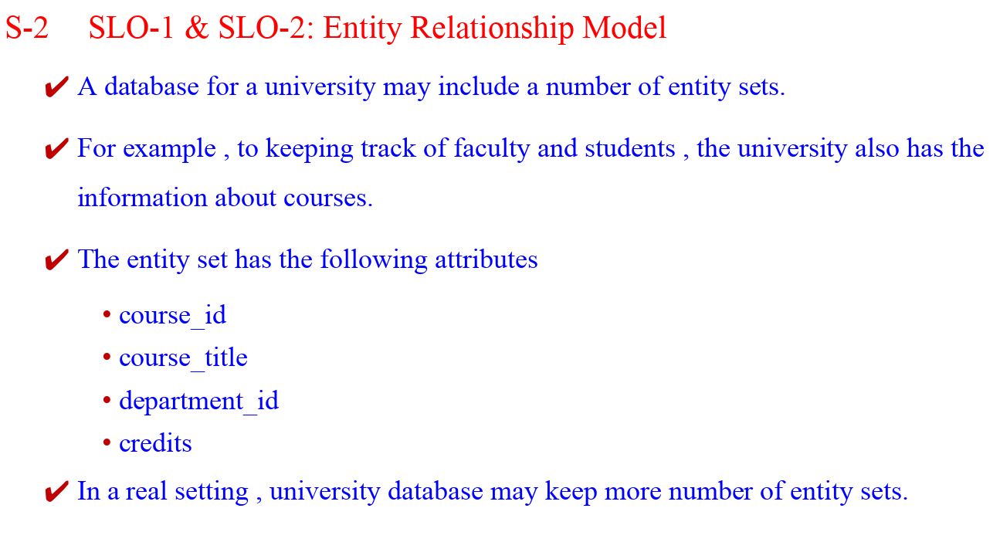 S-2 SLO-1 & SLO-2: Entity Relationship Model
✔ A database for a university may include a number of entity sets.
✔ For example , to keeping track of faculty and students , the university also has the
information about courses.
✔ The entity set has the following attributes
• course_id
• course_title
• department_id
• credits
✔ In a real setting , university database may keep more number of entity sets.